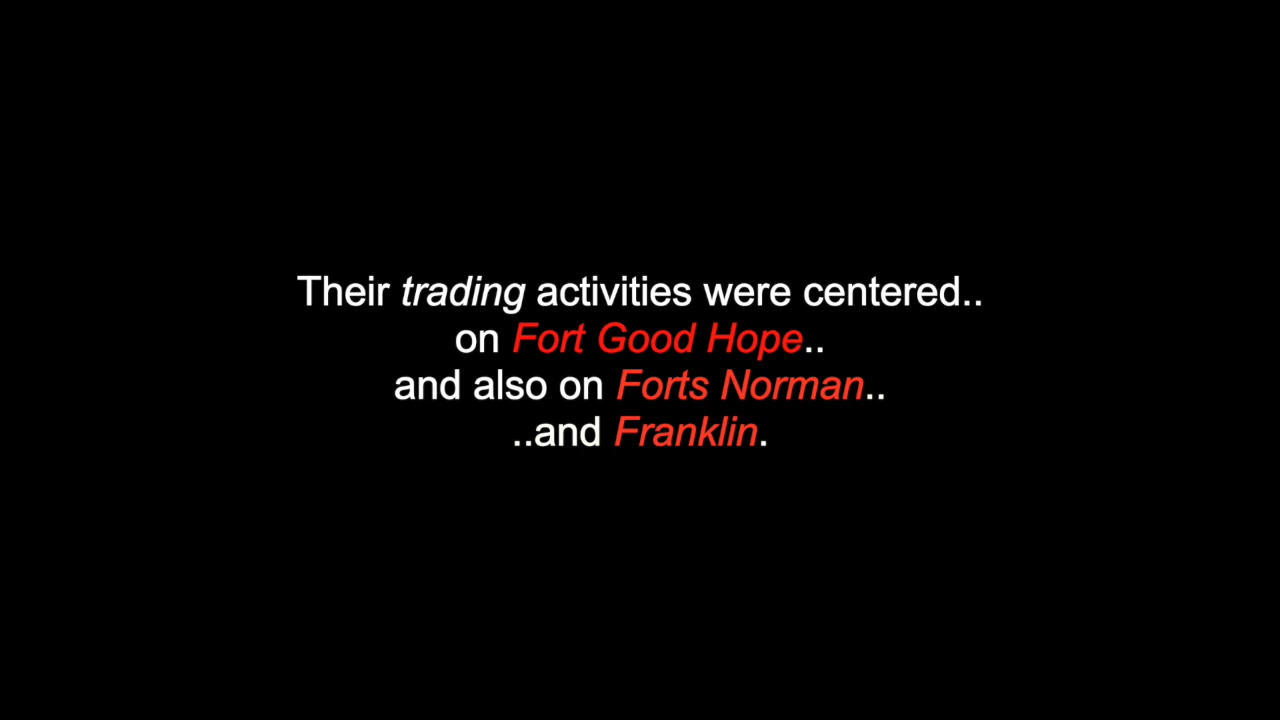 Their trading activities were centered..
on Fort Good Hope..
and also on Forts Norman..
..and Franklin.